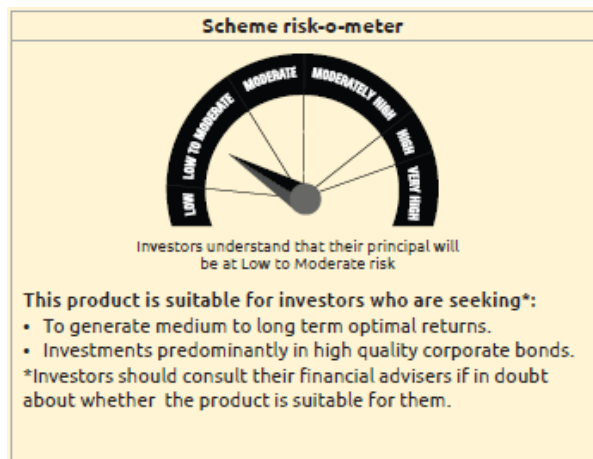 Scheme risk-o-meter
LOW
LOW TO MODERATE
MODERATE
MODERATELY HIGH
HIGH
VERY HIGH
Investors understand that their principal will
be at Low to Moderate risk
This product is suitable for investors who are seeking*:
• To generate medium to long term optimal returns.
• Investments predominantly in high quality corporate bonds.
*Investors should consult their financial advisers if in doubt
about whether the product is suitable for them.